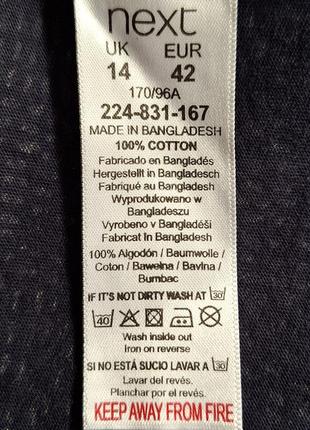 next
UK EUR
14 42
170/96A
224-831-167
MADE IN BANGLADESH
100% COTTON
Fabricado en Bangladés
Hergestellt in Bangladesch
Fabriqué au Bangladesh
Wyprodukowano w
Bangladeszu
Vyrobeno v Bangladéši
Fabricat în Bangladesh
100% Algodón / Baumwolle /
Coton / Bawełna / Bavlna /
Bumbac
IF IT'S NOT DIRTY WASH AT 30
40
Wash inside out
Iron on reverse
SI NO ESTÁ SUCIO LAVAR A 30
Lavar del revés.
Planchar por el revés.
KEEP AWAY FROM FIRE